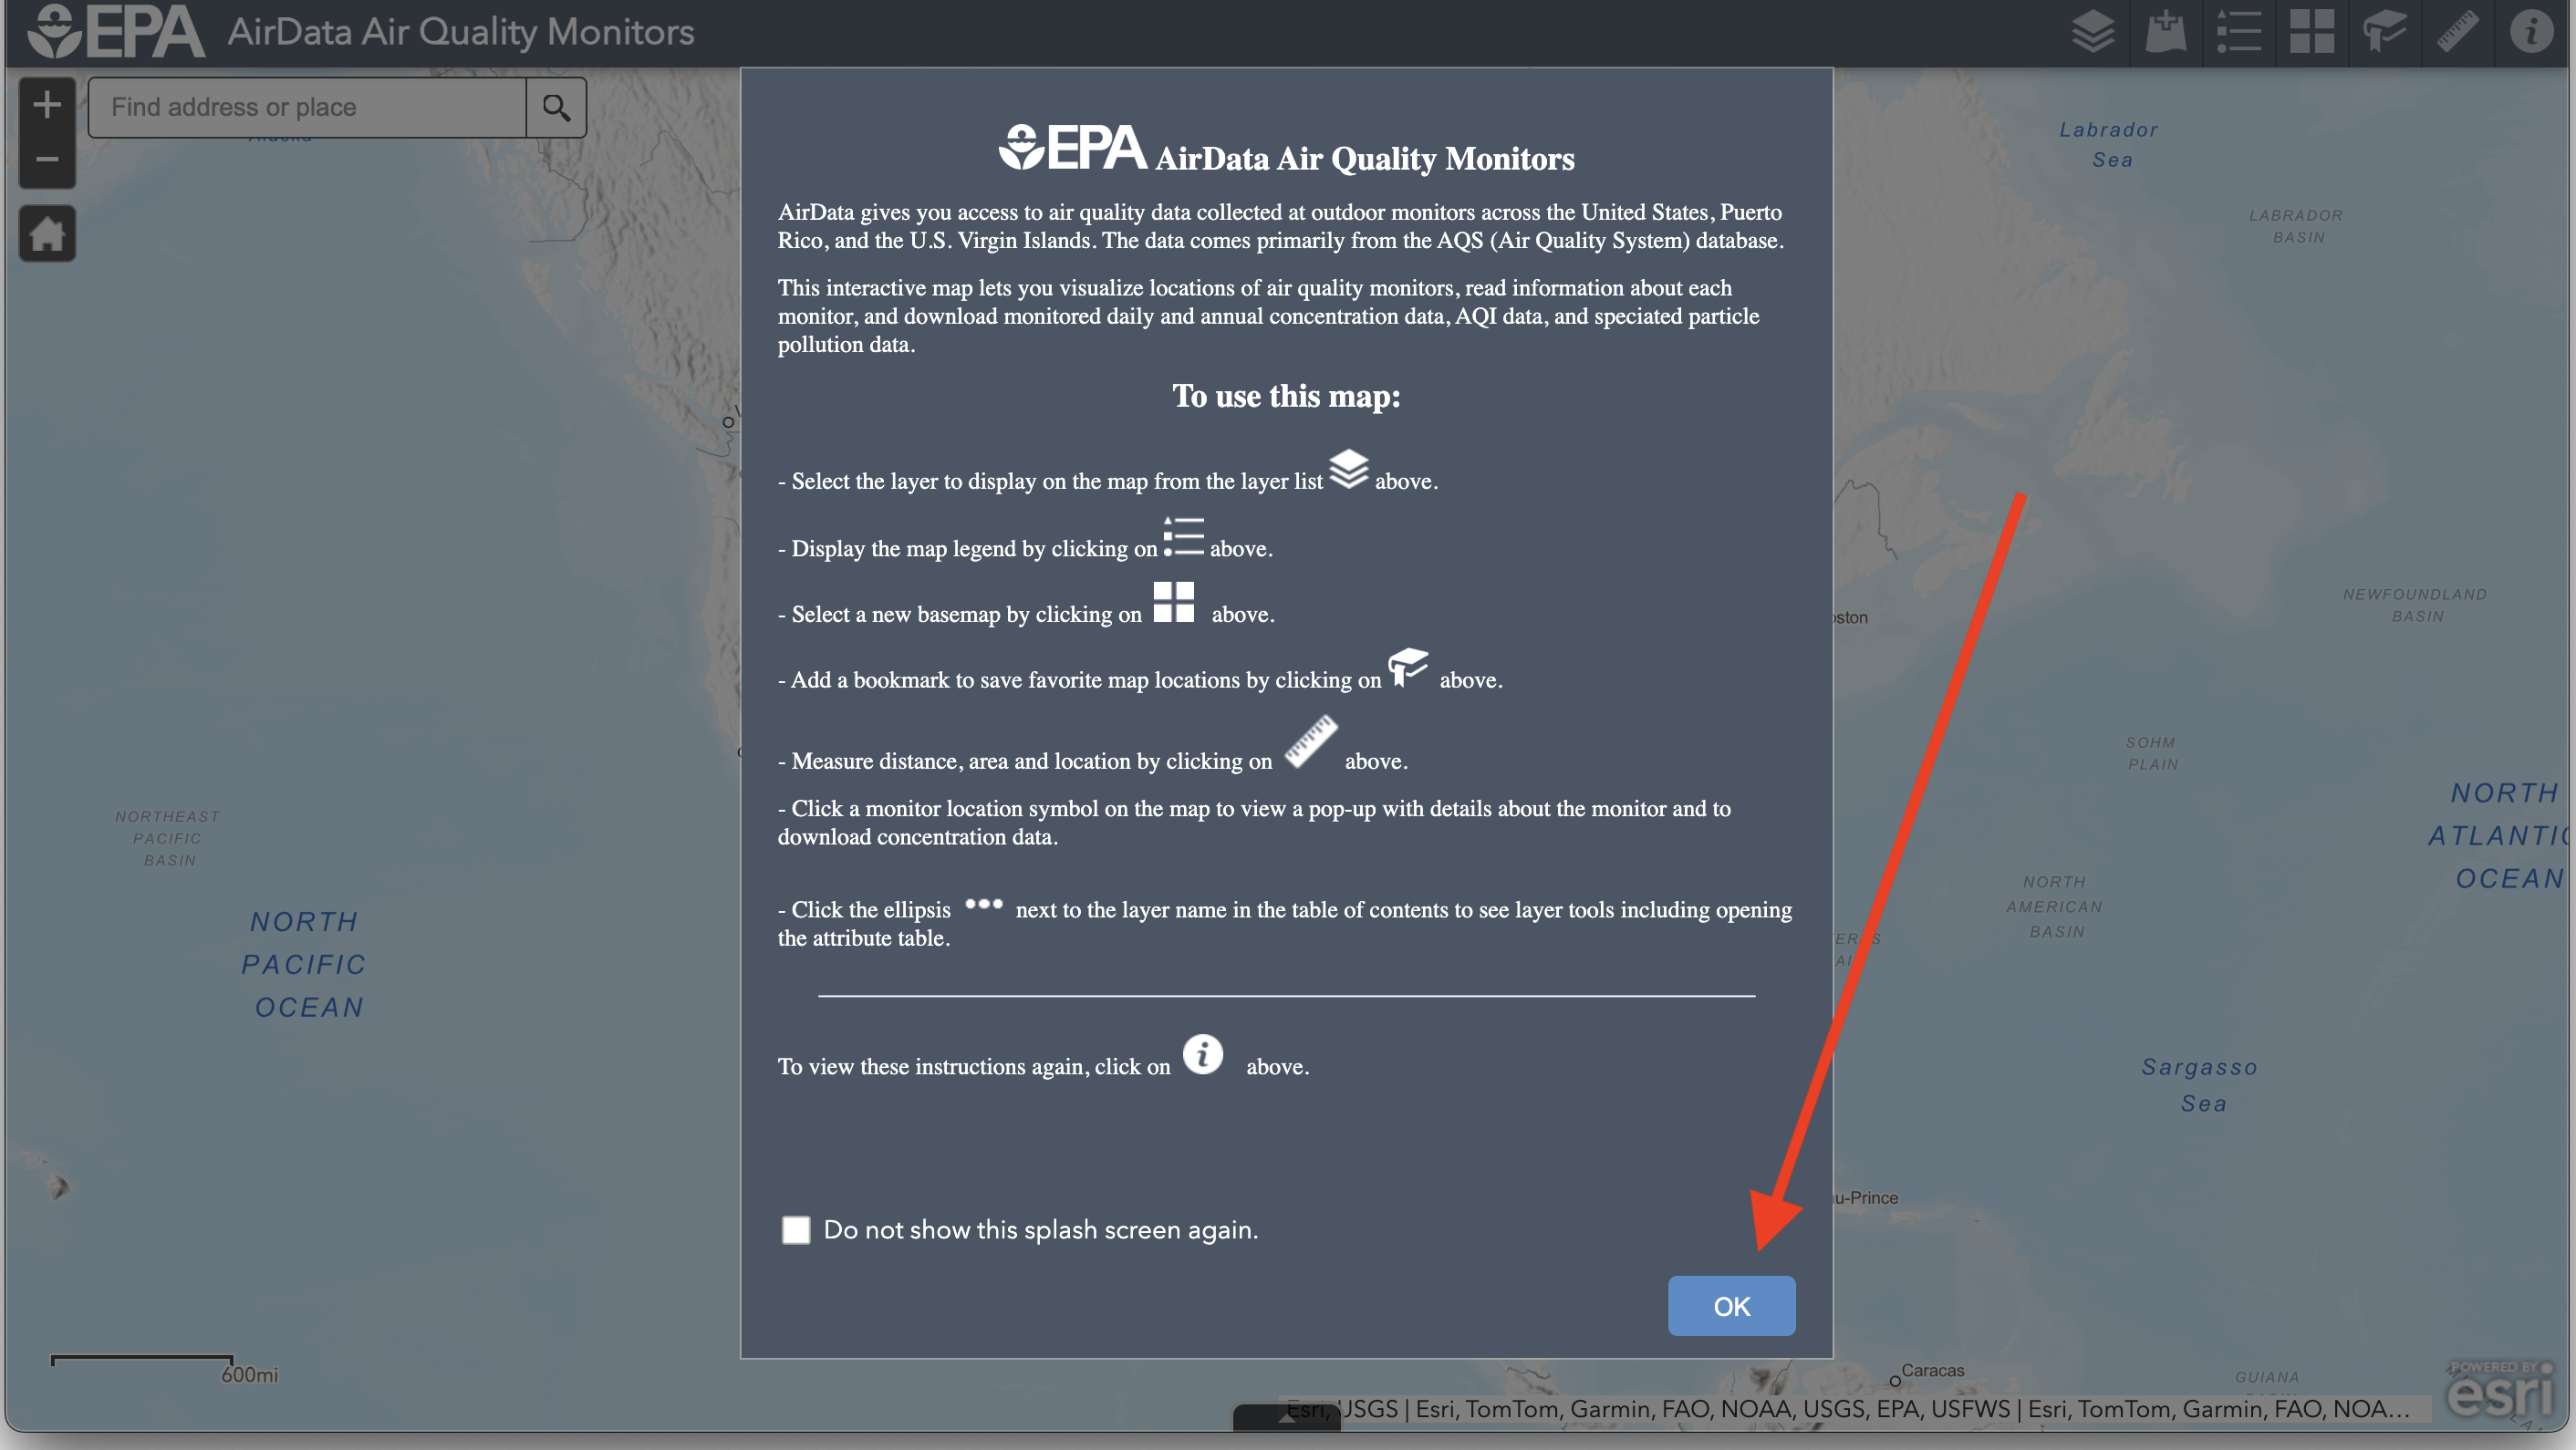 EPA AirData Air Quality Monitors
Find address or place
Labrador
Sea
LABRADOR
BASIN
EPA AirData Air Quality Monitors
AirData gives you access to air quality data collected at outdoor monitors across the United States, Puerto
Rico, and the U.S. Virgin Islands. The data comes primarily from the AQS (Air Quality System) database.
This interactive map lets you visualize locations of air quality monitors, read information about each
monitor, and download monitored daily and annual concentration data, AQI data, and speciated particle
pollution data.
To use this map:
- Select the layer to display on the map from the layer list above.
- Display the map legend by clicking on above.
- Select a new basemap by clicking on above.
- Add a bookmark to save favorite map locations by clicking on above.
- Measure distance, area and location by clicking on above.
- Click a monitor location symbol on the map to view a pop-up with details about the monitor and to
download concentration data.
- Click the ellipsis ••• next to the layer name in the table of contents to see layer tools including opening
the attribute table.
To view these instructions again, click on i above.
Do not show this splash screen again.
OK
oston
NEWFOUNDLAND
BASIN
SOHM
PLAIN
NORTH
ATLANTIC
OCEAN
NORTH
AMERICAN
BASIN
NORTHEAST
PACIFIC
BASIN
NORTH
PACIFIC
OCEAN
Sargasso
Sea
u-Prince
600mi
Caracas
GUIANA
Esri, USGS | Esri, TomTom, Garmin, FAO, NOAA, USGS, EPA, USFWS | Esri, TomTom, Garmin, FAO, NOA...
POWERED BY
esri